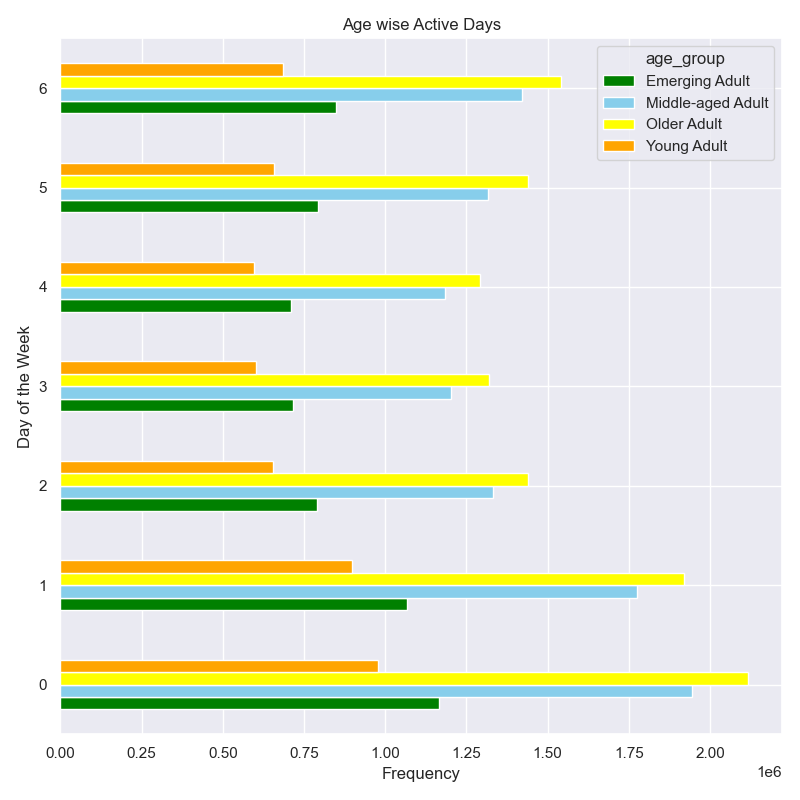 Age wise Active Days
age_group
Emerging Adult
Middle-aged Adult
Older Adult
Young Adult
Day of the Week
6
5
4
3
2
1
0
0.00 0.25 0.50 0.75 1.00 1.25 1.50 1.75 2.00
1e6
Frequency